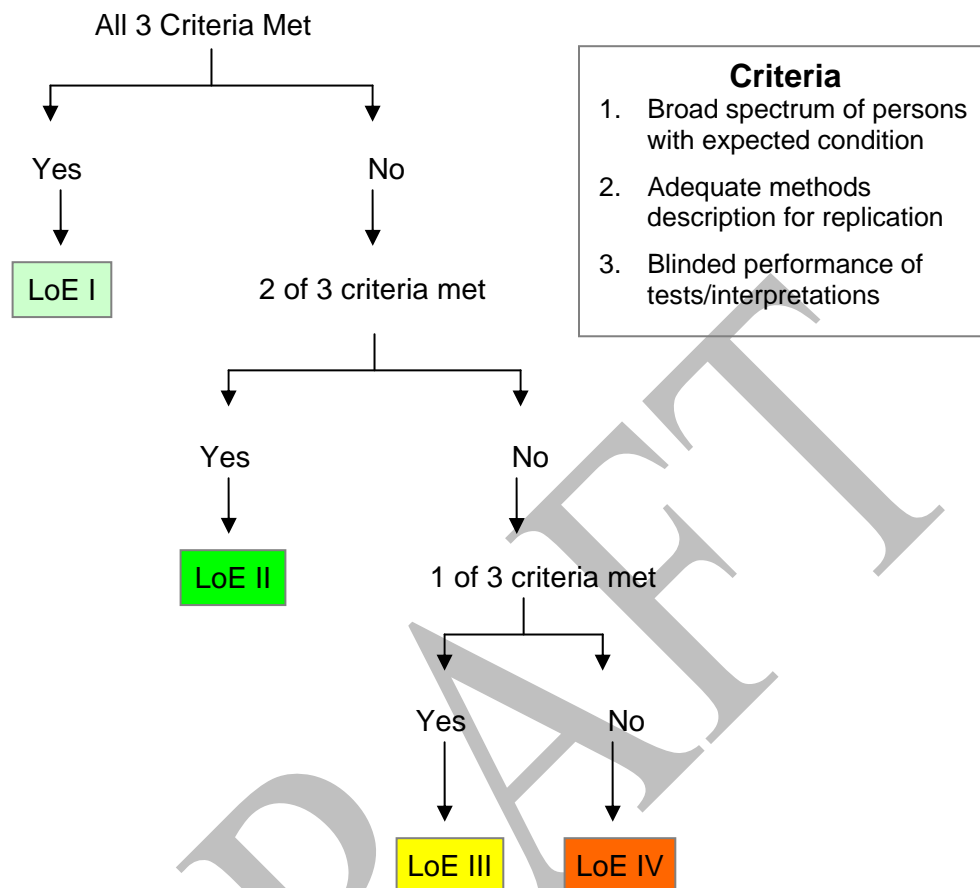 All 3 Criteria Met
Criteria
1. Broad spectrum of persons
with expected condition
2. Adequate methods
description for replication
3. Blinded performance of
tests/interpretations
Yes
No
LoE I
2 of 3 criteria met
Yes
No
LoE II
1 of 3 criteria met
Yes
No
LoE III
LoE IV
DRAFT